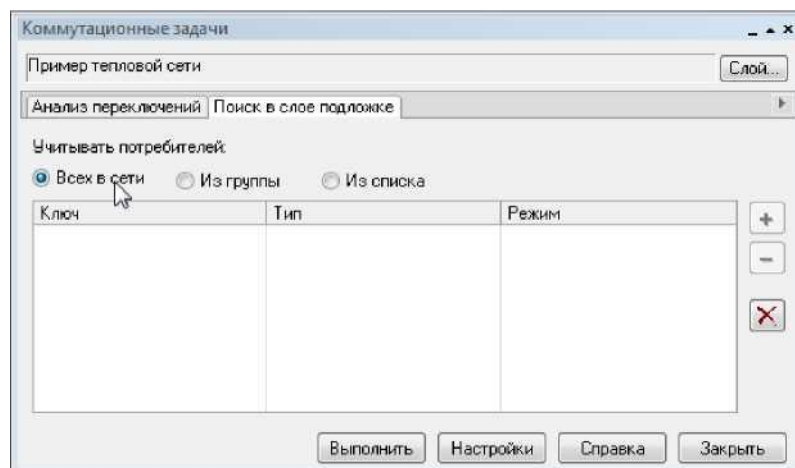 Коммутационные задачи
Пример тепловой сети Слой...
Анализ переключений Поиск в слое подложке
Учитывать потребителей:
Всех в сети Из группы Из списка
Ключ Тип Режим
Выполнить Настройки Справка Закрыть